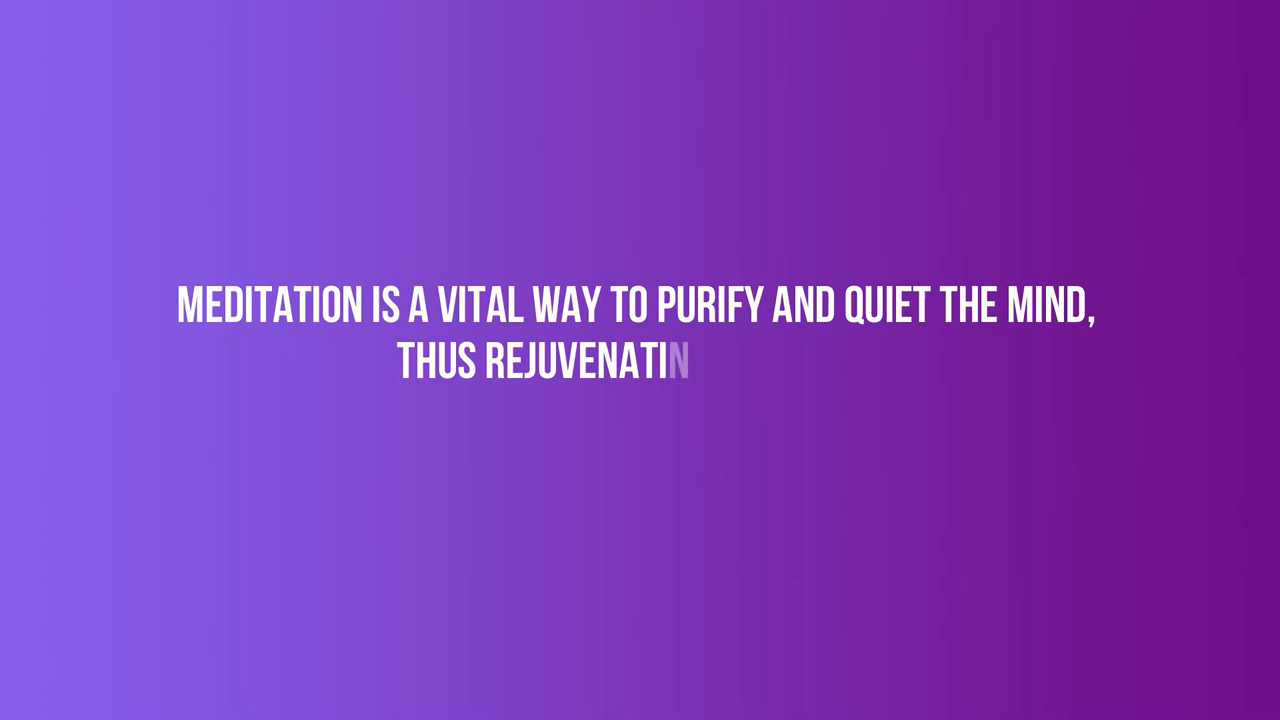 MEDITATION IS A VITAL WAY TO PURIFY AND QUIET THE MIND,
THUS REJUVENATIN